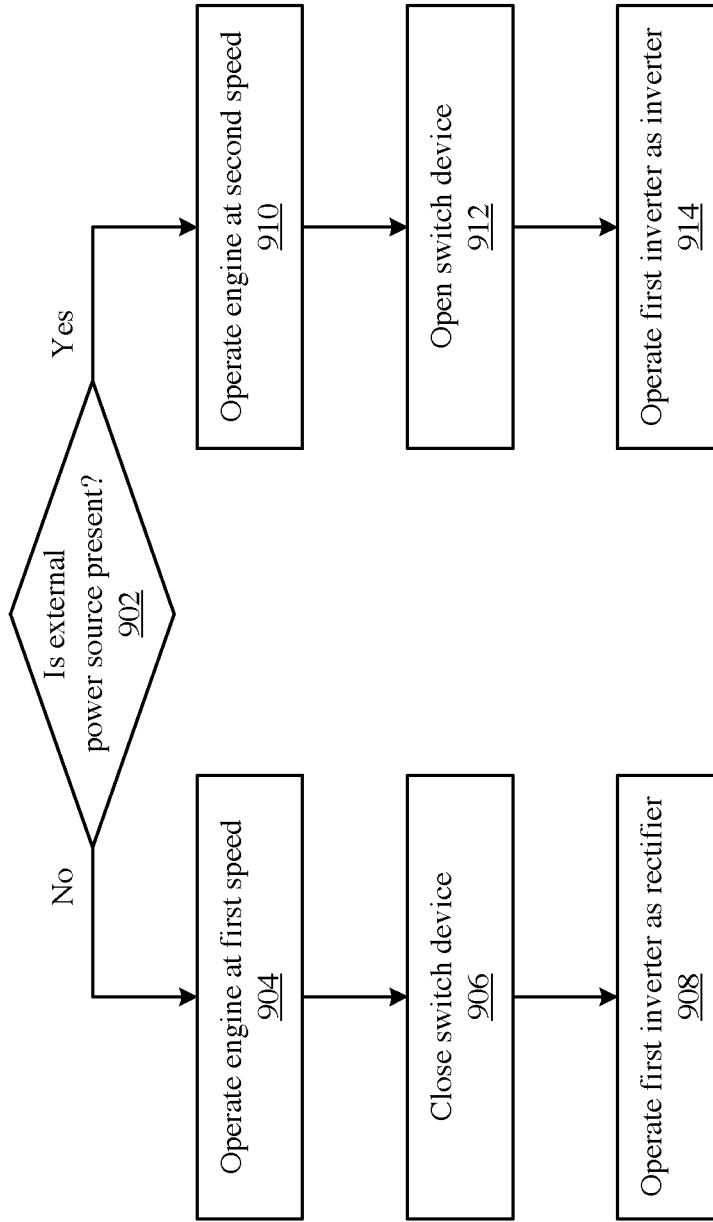 Is external
power source present?
902
No
Yes
Operate engine at first speed
904
Close switch device
906
Operate first inverter as rectifier
908
Operate engine at second speed
910
Open switch device
912
Operate first inverter as inverter
914